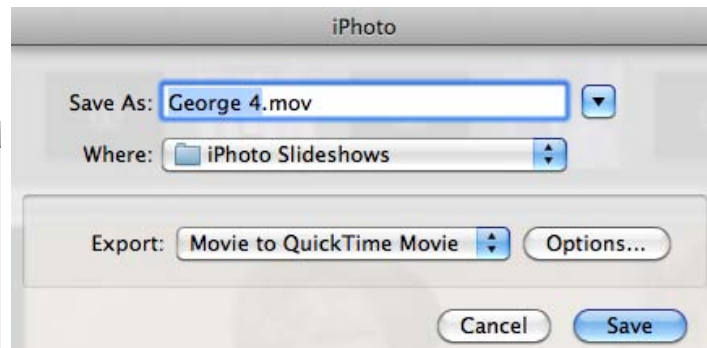 iPhoto
Save As: George 4.mov
Where: iPhoto Slideshows
Export: Movie to QuickTime Movie Options...
Cancel Save